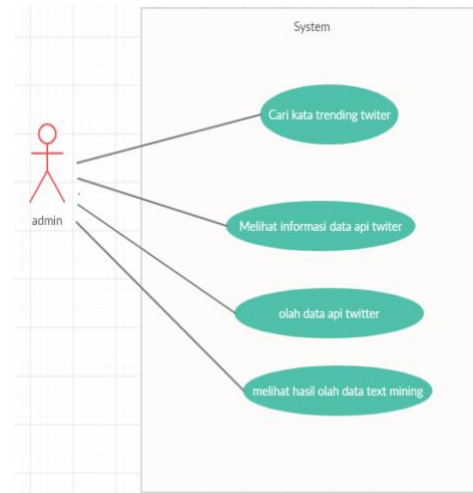 System
Cari kata trending twiter
admin
Melihat informasi data api twiter
olah data api twitter
melihat hasil olah data text mining